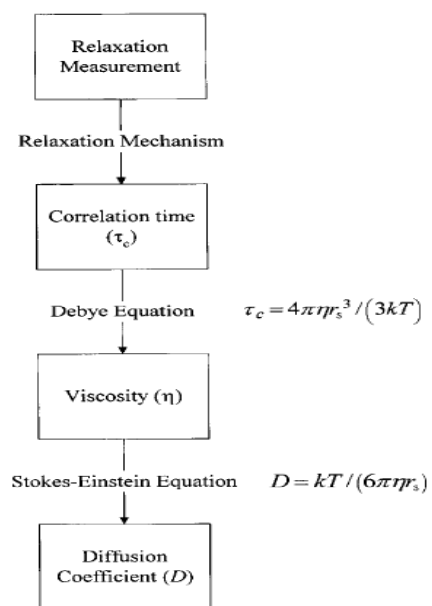 Relaxation
Measurement
Relaxation Mechanism
Correlation time
(τc)
Debye Equation τc = 4πηrs³/(3kT)
Viscosity (η)
Stokes-Einstein Equation D = kT/(6πηrs)
Diffusion
Coefficient (D)